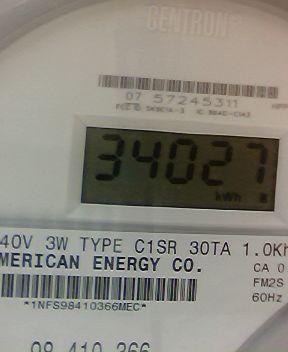 CENTRON®
07 57245311
34027
kWh
40V 3W TYPE C1SR 30TA 1.0Kh
MERICAN ENERGY CO.
CA 0.
FM2S
60Hz
*1NFS98410366MEC*
98 410 366